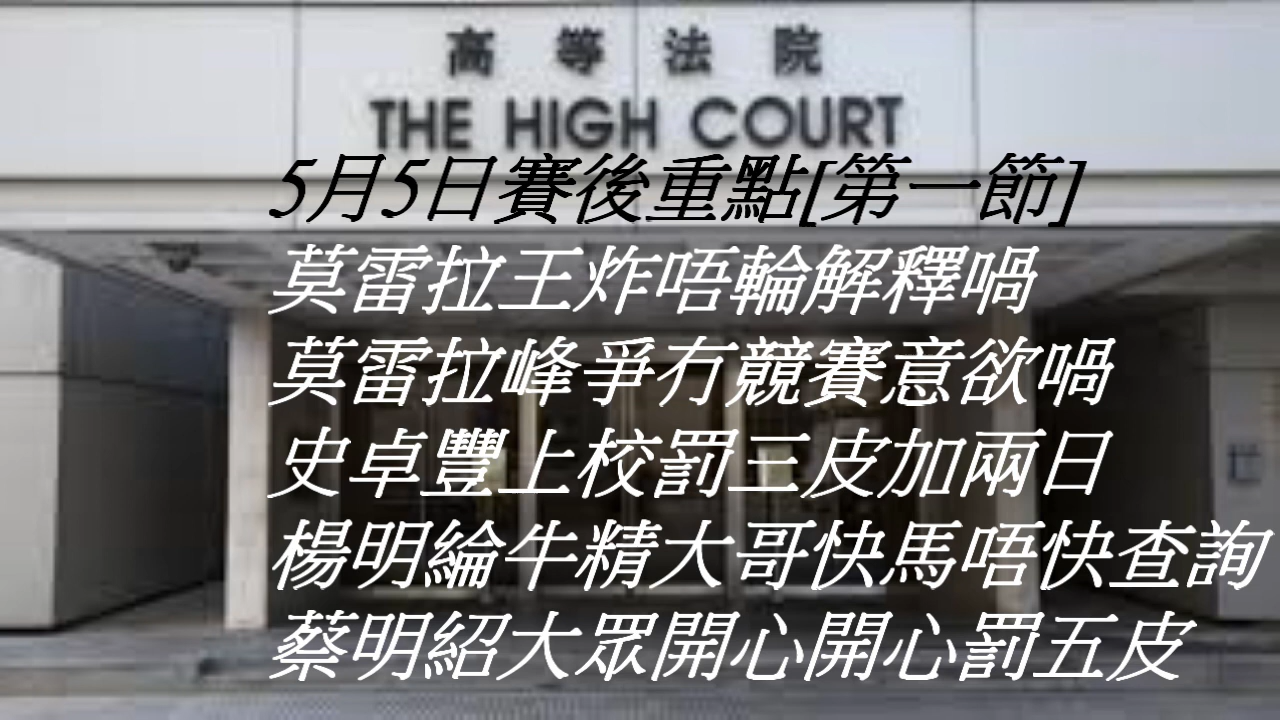 高等法院
THE HIGH COURT
5月5日賽後重點[第一節]
莫雷拉王炸唔輪解釋喎
莫雷拉峰爭冇競賽意欲喎
史卓豐上校罰三皮加兩日
楊明綸牛精大哥快馬唔快查詢
蔡明紹大眾開心開心罰五皮